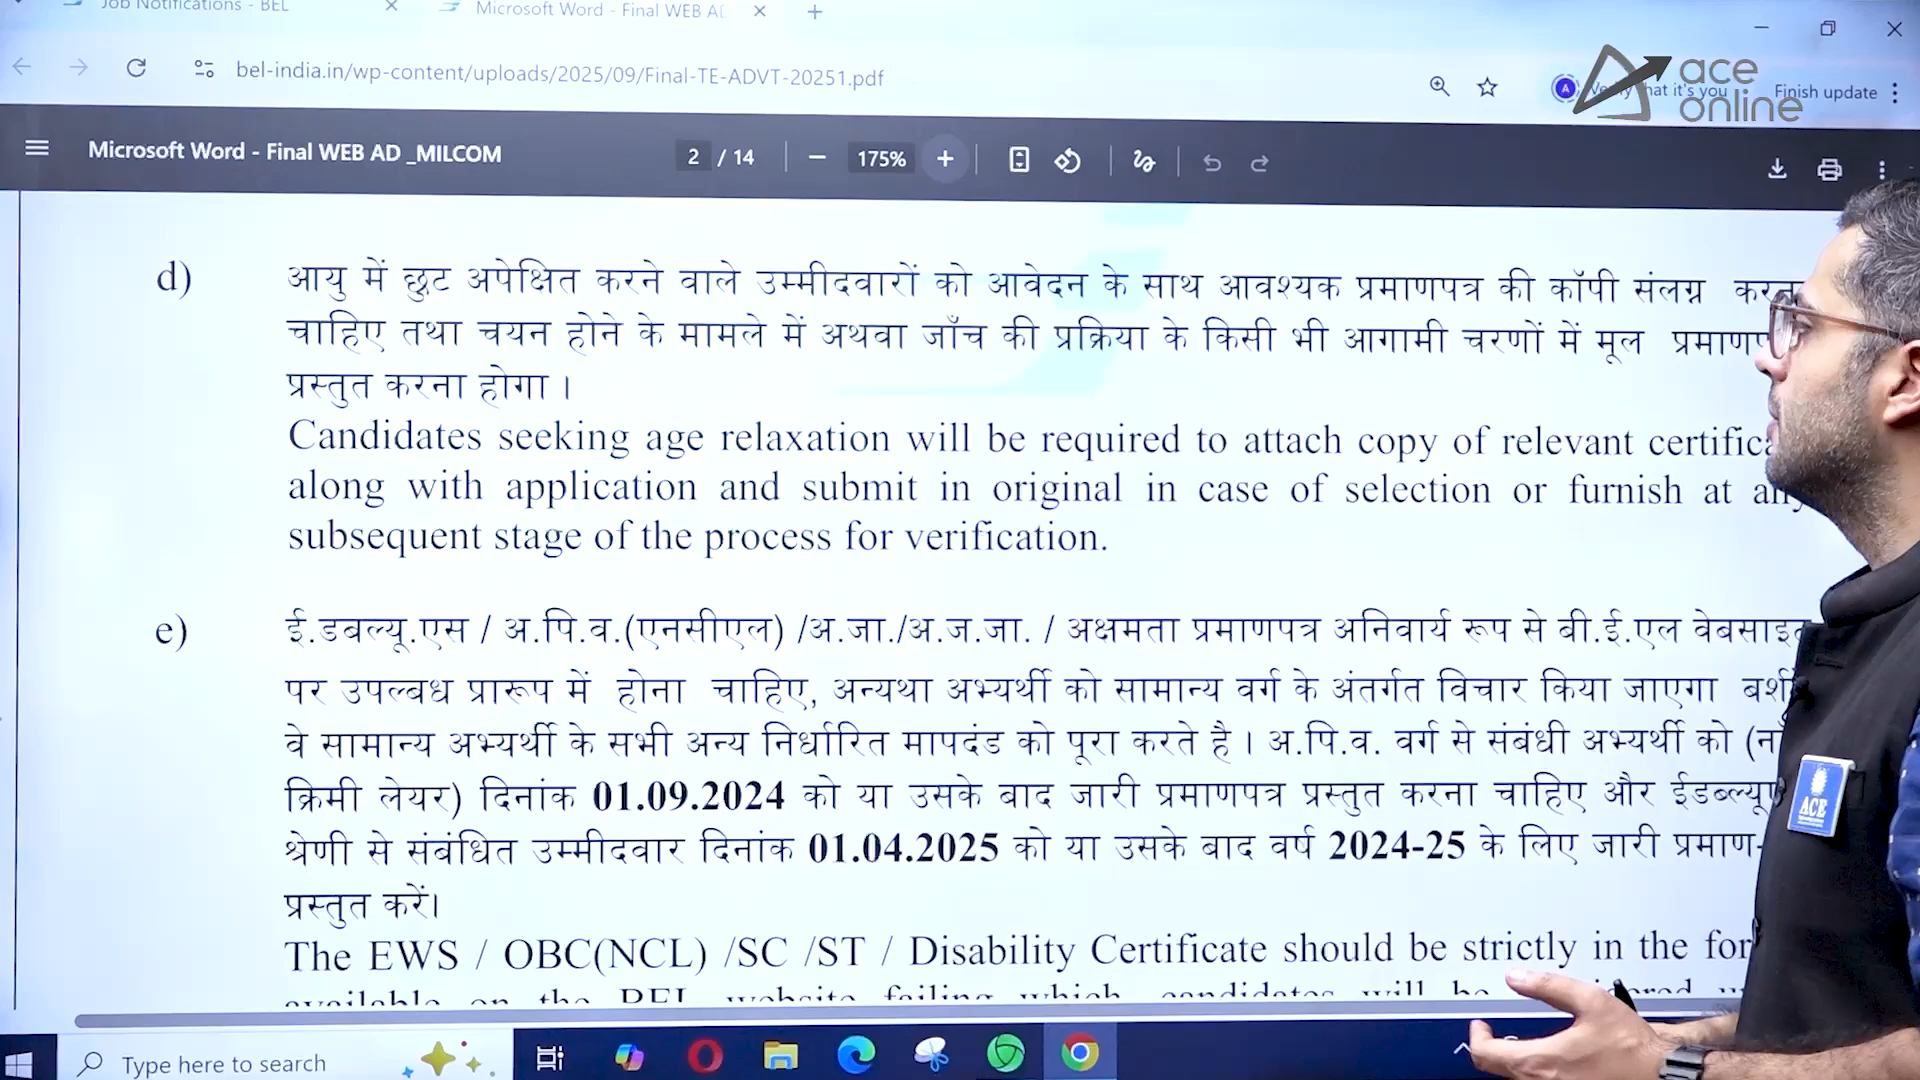 Job Notifications - BEL
Microsoft Word - Final WEB AD
bel-india.in/wp-content/uploads/2025/09/Final-TE-ADVT-20251.pdf
A
hat it's you
Finish update
ace
online
Microsoft Word - Final WEB AD _MILCOM
2 / 14
175%
d) आयु में छुट अपेक्षित करने वाले उम्मीदवारों को आवेदन के साथ आवश्यक प्रमाणपत्र की कॉपी संलग्न
चाहिए तथा चयन होने के मामले में अथवा जाँच की प्रक्रिया के किसी भी आगामी चरणों में मूल
प्रस्तुत करना होगा ।
Candidates seeking age relaxation will be required to attach copy of relevant
along with application and submit in original in case of selection or furnish at any
subsequent stage of the process for verification.
e) ई.डबल्यू.एस / अ.पि.व.(एनसीएल) /अ.जा./अ.ज.जा. / अक्षमता प्रमाणपत्र अनिवार्य रूप से बी.ई.एल
पर उपल्बध प्रारूप में होना चाहिए, अन्यथा अभ्यर्थी को सामान्य वर्ग के अंतर्गत विचार किया जाएगा
वे सामान्य अभ्यर्थी के सभी अन्य निर्धारित मापदंड को पूरा करते है । अ.पि.व. वर्ग से संबंधी अभ्यर्थी को
क्रिमी लेयर) दिनांक 01.09.2024 को या उसके बाद जारी प्रमाणपत्र प्रस्तुत करना चाहिए और
श्रेणी से संबंधित उम्मीदवार दिनांक 01.04.2025 को या उसके बाद वर्ष 2024-25 के लिए जारी
प्रस्तुत करें।
The EWS / OBC(NCL) /SC /ST / Disability Certificate should be strictly in the
ACE
Type here to search